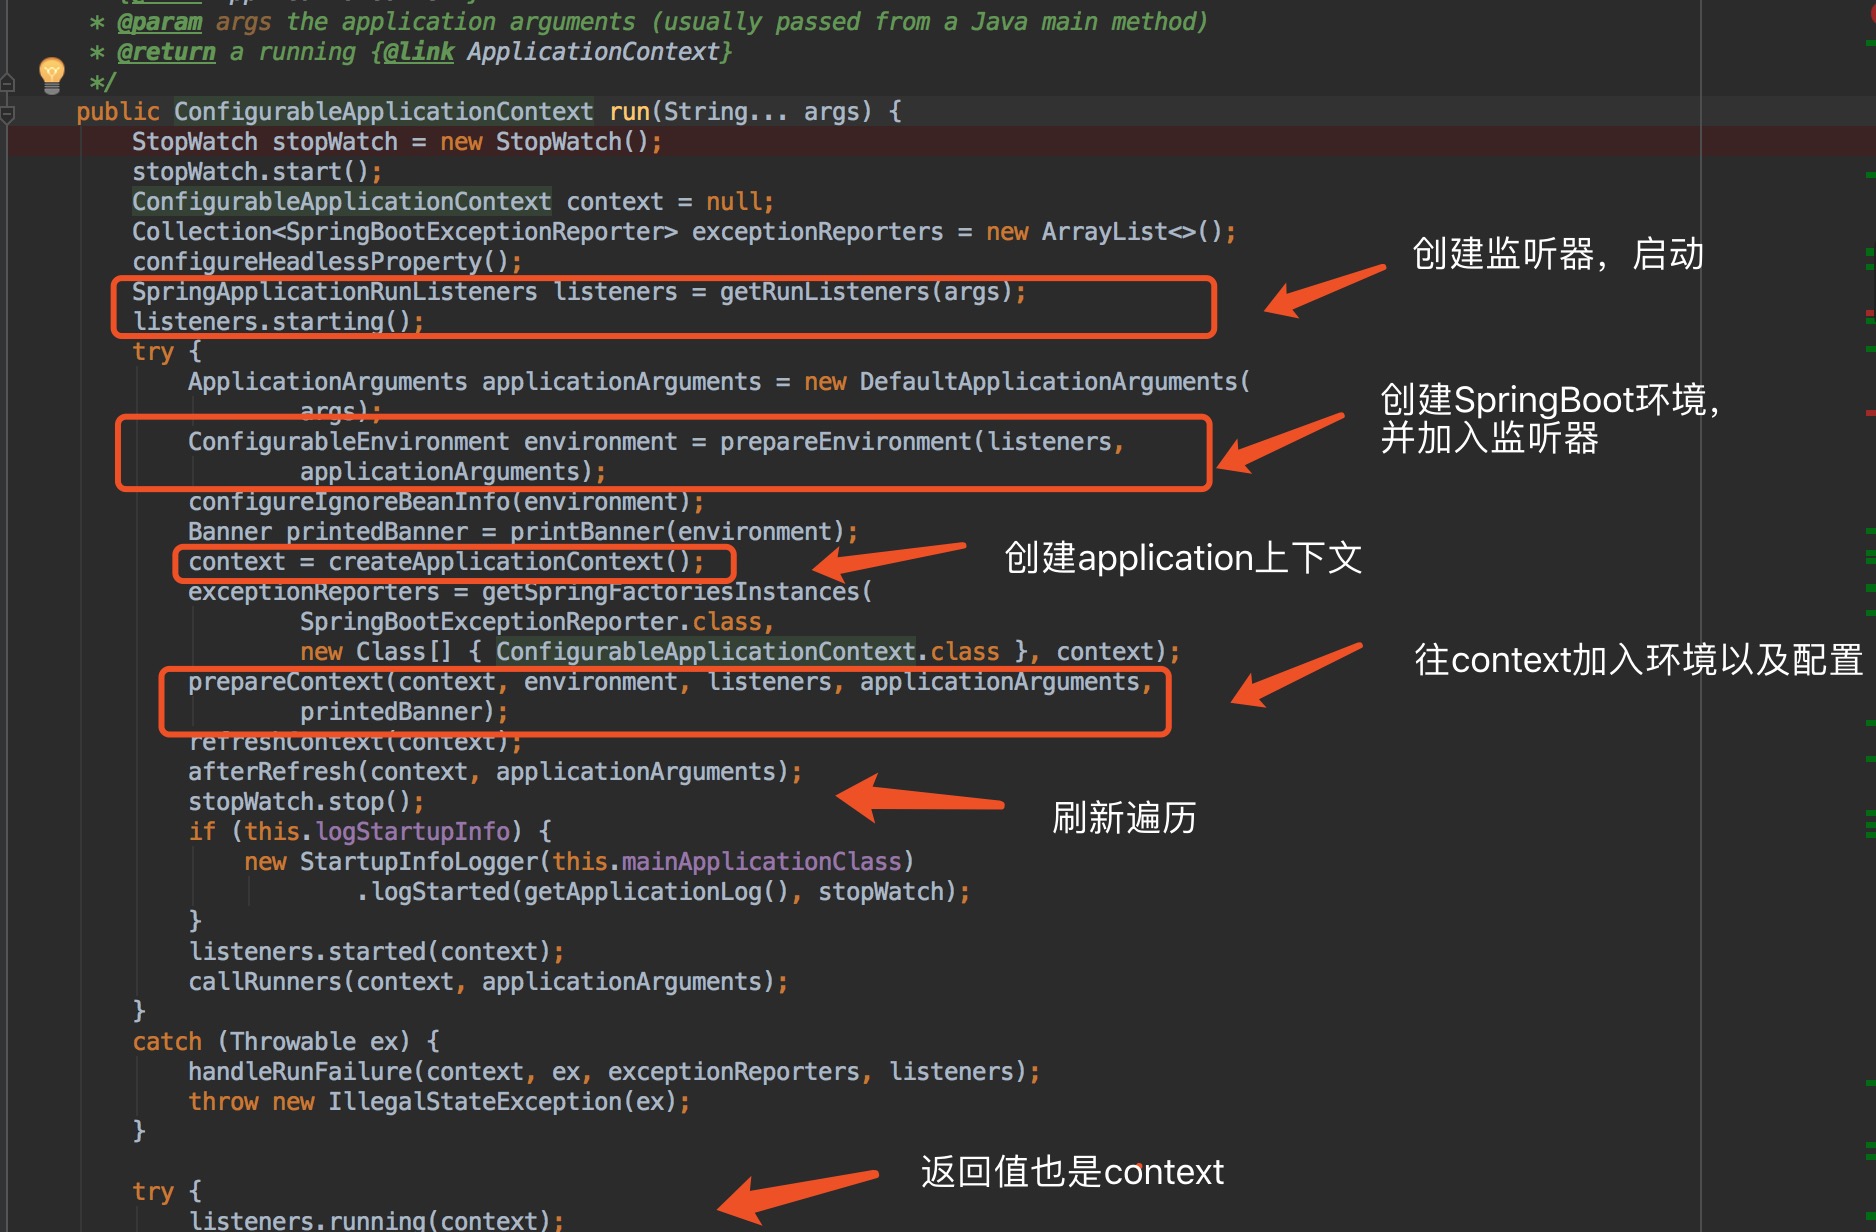 * @param args the application arguments (usually passed from a Java main method)
* @return a running {@link ApplicationContext}
*/
public ConfigurableApplicationContext run(String... args) {
StopWatch stopWatch = new StopWatch();
stopWatch.start();
ConfigurableApplicationContext context = null;
Collection<SpringBootExceptionReporter> exceptionReporters = new ArrayList<>();
configureHeadlessProperty();
创建监听器，启动
SpringApplicationRunListeners listeners = getRunListeners(args);
listeners.starting();
try {
ApplicationArguments applicationArguments = new DefaultApplicationArguments(
args);
创建SpringBoot环境，
并加入监听器
ConfigurableEnvironment environment = prepareEnvironment(listeners,
applicationArguments);
configureIgnoreBeanInfo(environment);
Banner printedBanner = printBanner(environment);
context = createApplicationContext();
创建application上下文
exceptionReporters = getSpringFactoriesInstances(
SpringBootExceptionReporter.class,
new Class[] { ConfigurableApplicationContext.class }, context);
往context加入环境以及配置
prepareContext(context, environment, listeners, applicationArguments,
printedBanner);
refreshContext(context);
afterRefresh(context, applicationArguments);
stopWatch.stop();
刷新遍历
if (this.logStartupInfo) {
new StartupInfoLogger(this.mainApplicationClass)
.logStarted(getApplicationLog(), stopWatch);
}
listeners.started(context);
callRunners(context, applicationArguments);
}
catch (Throwable ex) {
handleRunFailure(context, ex, exceptionReporters, listeners);
throw new IllegalStateException(ex);
}
返回值也是context
try {
listeners.running(context);